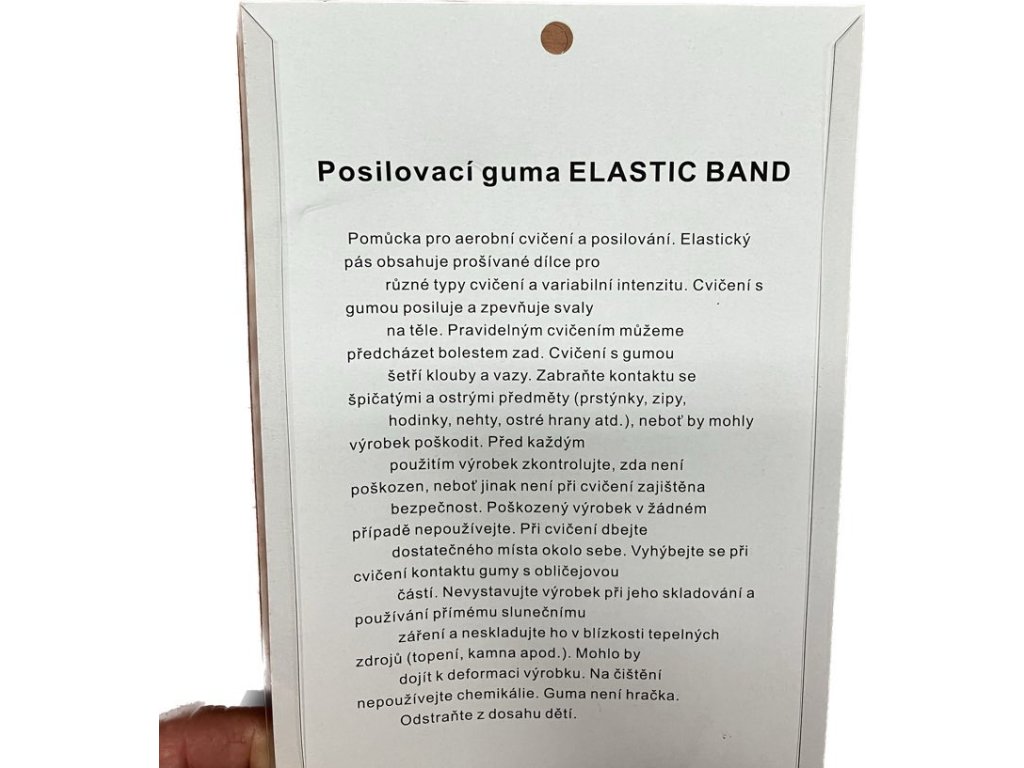 Posilovací guma ELASTIC BAND
Pomůcka pro aerobní cvičení a posilování. Elastický
pás obsahuje prošívané dílce pro
různé typy cvičení a variabilní intenzitu. Cvičení s
gumou posiluje a zpevňuje svaly
na těle. Pravidelným cvičením můžeme
předcházet bolestem zad. Cvičení s gumou
šetří klouby a vazy. Zabraňte kontaktu se
špičatými a ostrými předměty (prstýnky, zipy,
hodinky, nehty, ostré hrany atd.), neboť by mohly
výrobek poškodit. Před každým
použitím výrobek zkontrolujte, zda není
poškozen, neboť jinak není při cvičení zajištěna
bezpečnost. Poškozený výrobek v žádném
případě nepoužívejte. Při cvičení dbejte
dostatečného místa okolo sebe. Vyhýbejte se při
cvičení kontaktu gumy s obličejovou
částí. Nevystavujte výrobek při jeho skladování a
používání přímému slunečnímu
záření a neskladujte ho v blízkosti tepelných
zdrojů (topení, kamna apod.). Mohlo by
dojít k deformaci výrobku. Na čištění
nepoužívejte chemikálie. Guma není hračka.
Odstraňte z dosahu dětí.